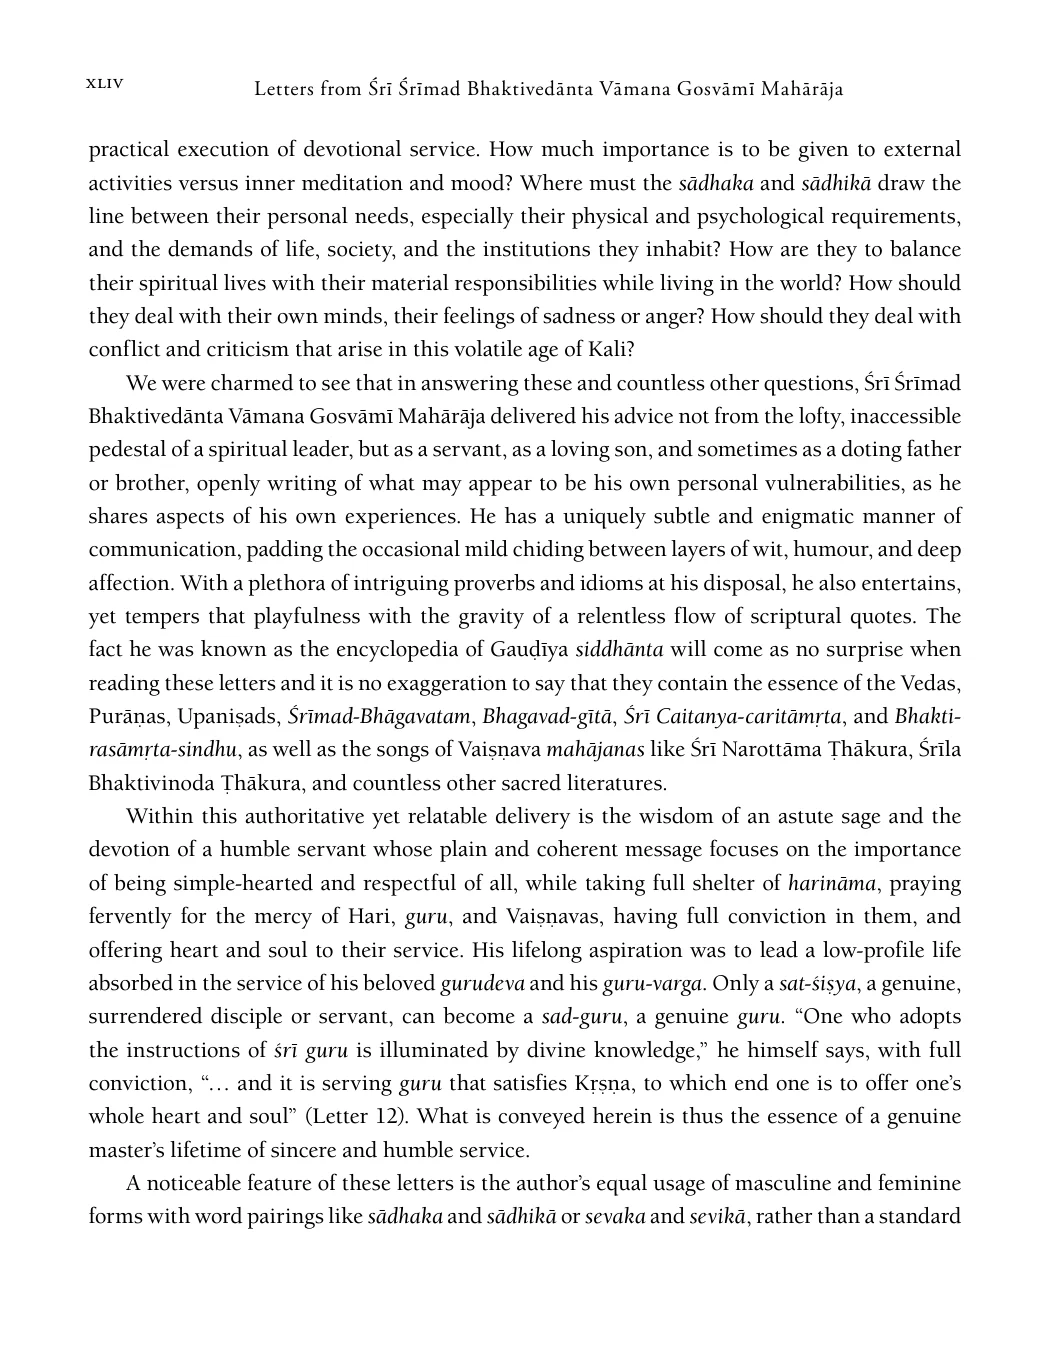 XLIV
Letters from Śrī Śrīmad Bhaktivedānta Vāmana Gosvāmī Mahārāja
practical execution of devotional service. How much importance is to be given to external
activities versus inner meditation and mood? Where must the sādhaka and sādhikā draw the
line between their personal needs, especially their physical and psychological requirements,
and the demands of life, society, and the institutions they inhabit? How are they to balance
their spiritual lives with their material responsibilities while living in the world? How should
they deal with their own minds, their feelings of sadness or anger? How should they deal with
conflict and criticism that arise in this volatile age of Kali?
We were charmed to see that in answering these and countless other questions, Śrī Śrīmad
Bhaktivedānta Vāmana Gosvāmī Mahārāja delivered his advice not from the lofty, inaccessible
pedestal of a spiritual leader, but as a servant, as a loving son, and sometimes as a doting father
or brother, openly writing of what may appear to be his own personal vulnerabilities, as he
shares aspects of his own experiences. He has a uniquely subtle and enigmatic manner of
communication, padding the occasional mild chiding between layers of wit, humour, and deep
affection. With a plethora of intriguing proverbs and idioms at his disposal, he also entertains,
yet tempers that playfulness with the gravity of a relentless flow of scriptural quotes. The
fact he was known as the encyclopedia of Gauḍīya siddhānta will come as no surprise when
reading these letters and it is no exaggeration to say that they contain the essence of the Vedas,
Purāṇas, Upaniṣads, Śrīmad-Bhāgavatam, Bhagavad-gītā, Śrī Caitanya-caritāmṛta, and Bhakti-
rasāmṛta-sindhu, as well as the songs of Vaiṣṇava mahājanas like Śrī Narottāma Ṭhākura, Śrīla
Bhaktivinoda Ṭhākura, and countless other sacred literatures.
Within this authoritative yet relatable delivery is the wisdom of an astute sage and the
devotion of a humble servant whose plain and coherent message focuses on the importance
of being simple-hearted and respectful of all, while taking full shelter of harināma, praying
fervently for the mercy of Hari, guru, and Vaiṣṇavas, having full conviction in them, and
offering heart and soul to their service. His lifelong aspiration was to lead a low-profile life
absorbed in the service of his beloved gurudeva and his guru-varga. Only a sat-śiṣya, a genuine,
surrendered disciple or servant, can become a sad-guru, a genuine guru. “One who adopts
the instructions of śrī guru is illuminated by divine knowledge,” he himself says, with full
conviction, “… and it is serving guru that satisfies Kṛṣṇa, to which end one is to offer one’s
whole heart and soul” (Letter 12). What is conveyed herein is thus the essence of a genuine
master’s lifetime of sincere and humble service.
A noticeable feature of these letters is the author’s equal usage of masculine and feminine
forms with word pairings like sādhaka and sādhikā or sevaka and sevikā, rather than a standard